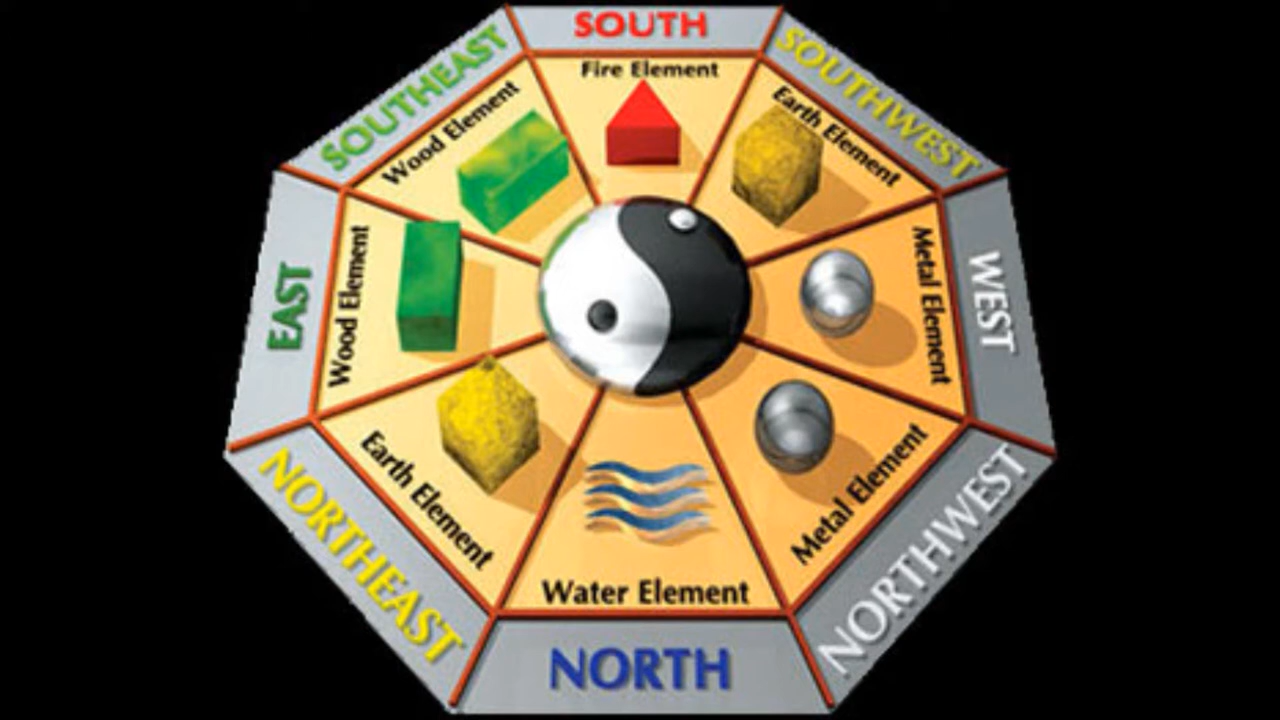 SOUTH
Fire Element
SOUTHWEST
Earth Element
WEST
Metal Element
NORTHWEST
Metal Element
NORTH
Water Element
NORTHEAST
Earth Element
EAST
Wood Element
SOUTHEAST
Wood Element